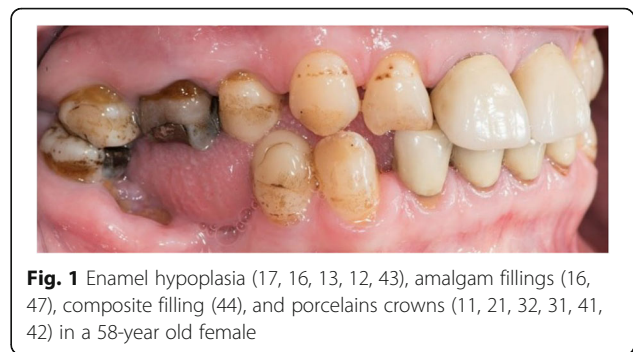 Fig. 1 Enamel hypoplasia (17, 16, 13, 12, 43), amalgam fillings (16,
47), composite filling (44), and porcelains crowns (11, 21, 32, 31, 41,
42) in a 58-year old female